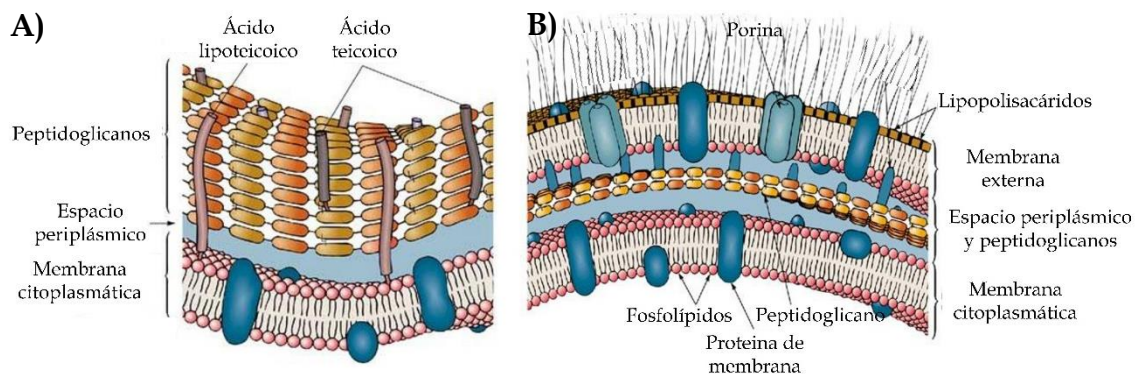 A)
Ácido
lipoteicoico
Ácido
teicoico
Peptidoglicanos
Espacio
periplásmico
Membrana
citoplasmática
B)
Porina
Lipopolisacáridos
Membrana
externa
Espacio periplásmico
y peptidoglicanos
Membrana
citoplasmática
Fosfolípidos
Peptidoglicano
Proteina de
membrana